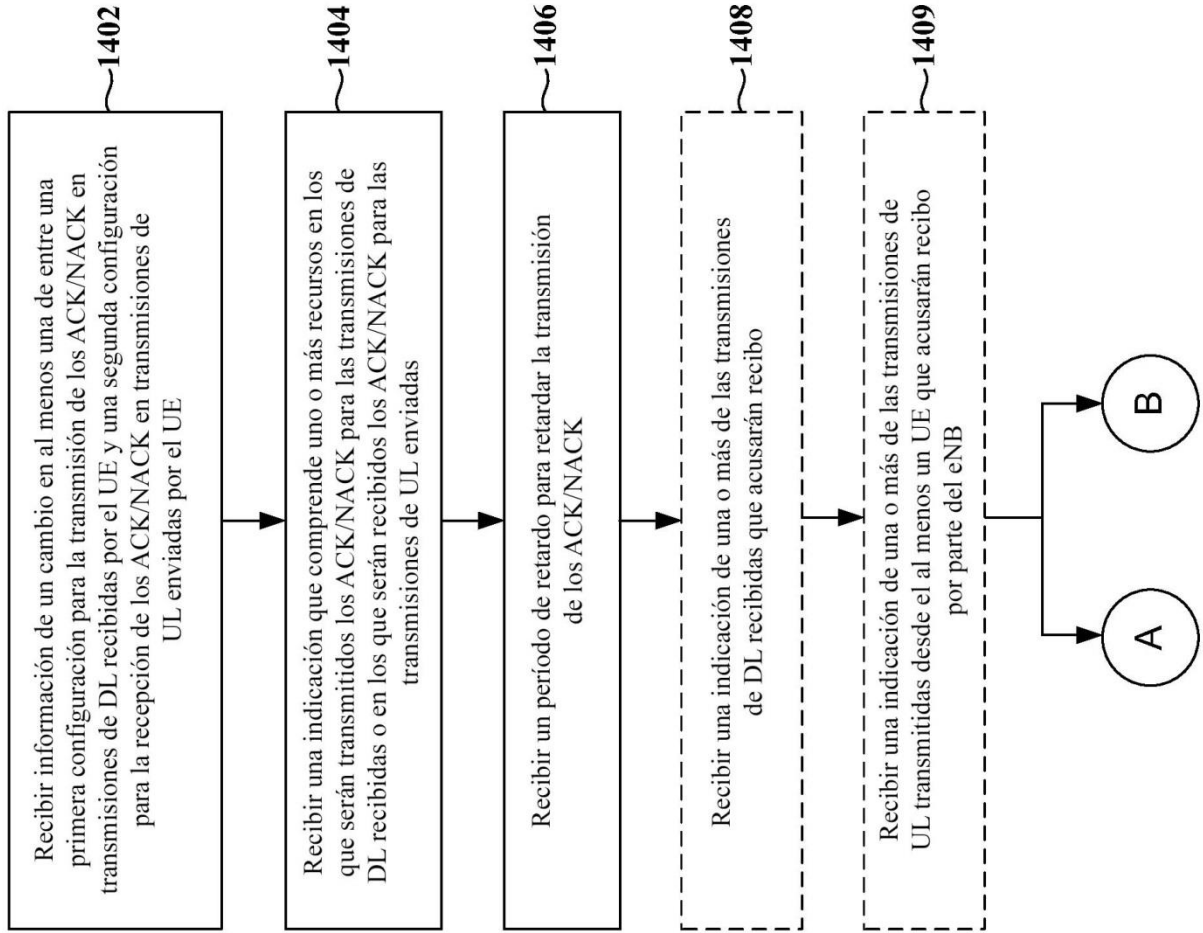 Recibir información de un cambio en al menos una de entre una
primera configuración para la transmisión de los ACK/NACK en
transmisiones de DL recibidas por el UE y una segunda configuración
para la recepción de los ACK/NACK en transmisiones de
UL enviadas por el UE
1402
Recibir una indicación que comprende uno o más recursos en los
que serán transmitidos los ACK/NACK para las transmisiones de
DL recibidas o en los que serán recibidos los ACK/NACK para las
transmisiones de UL enviadas
1404
Recibir un período de retardo para retardar la transmisión
de los ACK/NACK
1406
Recibir una indicación de una o más de las transmisiones
de DL recibidas que acusarán recibo
1408
Recibir una indicación de una o más de las transmisiones de
UL transmitidas desde el al menos un UE que acusarán recibo
por parte del eNB
1409
A
B